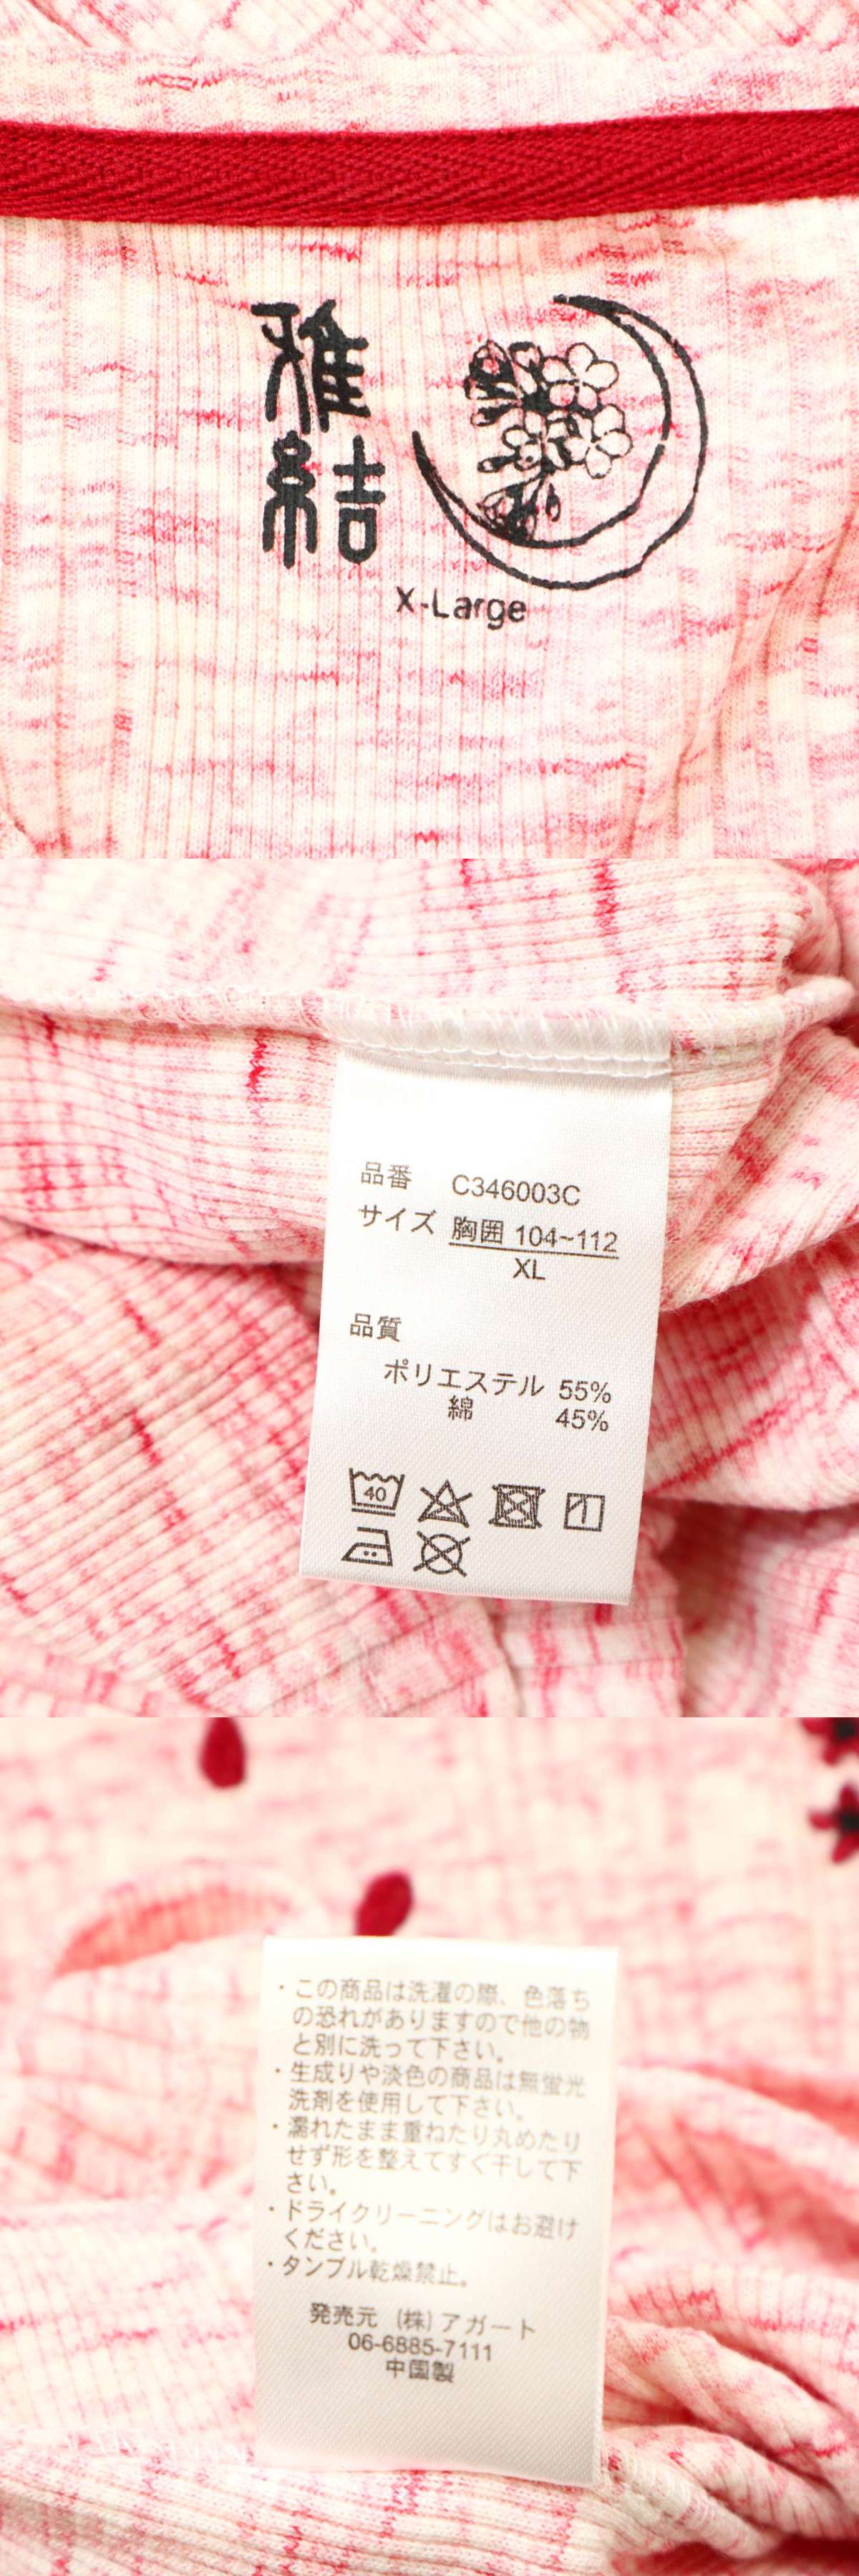 雅
結
X-Large
品番 C346003C
サイズ 胸囲 104~112
XL
品質
ポリエステル 55%
綿 45%
40
・この商品は洗濯の際、色落ち
の恐れがありますので他の物
と別に洗って下さい。
・生成りや淡色の商品は無蛍光
洗剤を使用して下さい。
・濡れたまま重ねたり丸めたり
せず形を整えてすぐ干して下
さい。
・ドライクリーニングはお避け
ください。
・タンブル乾燥禁止。
発売元 (株)アガート
06-6885-7111
中国製